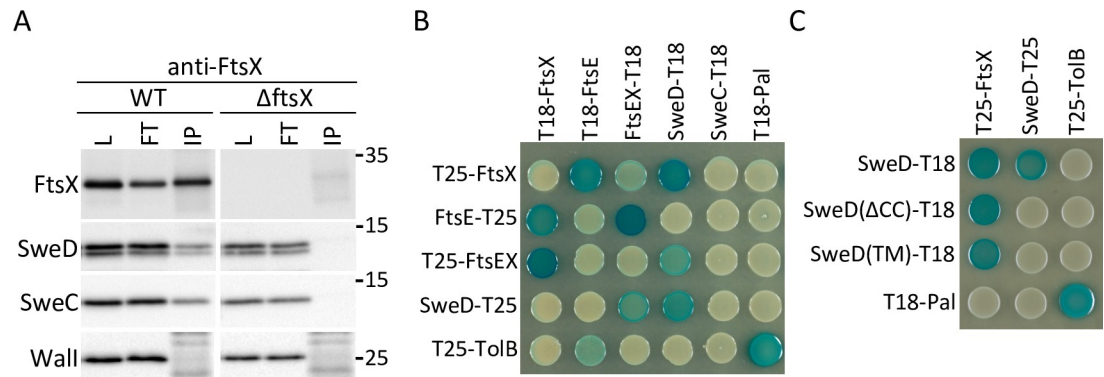 A
anti-FtsX
WT ΔftsX
L FT IP L FT IP
FtsX
SweD
SweC
Wall
35
15
15
25
B
T18-FtsX
T18-FtsE
FtsEX-T18
SweD-T18
SweC-T18
T18-Pal
T25-FtsX
FtsE-T25
T25-FtsEX
SweD-T25
T25-TolB
C
T25-FtsX
SweD-T25
T25-TolB
SweD-T18
SweD(ΔCC)-T18
SweD(TM)-T18
T18-Pal